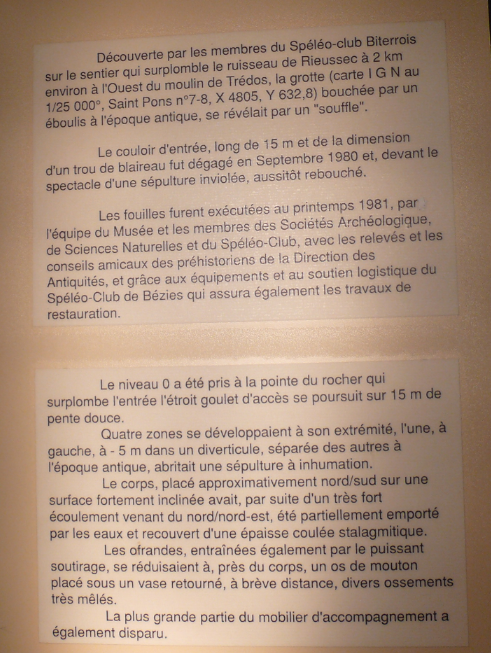 Découverte par les membres du Spéléo-club Biterrois
sur le sentier qui surplomble le ruisseau de Rieussec à 2 km
environ à l'Ouest du moulin de Trédos, la grotte (carte I G N au
1/25 000°, Saint Pons n°7-8, X 4805, Y 632,8) bouchée par un
éboulis à l'époque antique, se révélait par un "souffle".
Le couloir d'entrée, long de 15 m et de la dimension
d'un trou de blaireau fut dégagé en Septembre 1980 et, devant le
spectacle d'une sépulture inviolée, aussitôt rebouché.
Les fouilles furent exécutées au printemps 1981, par
l'équipe du Musée et les membres des Sociétés Archéologique,
de Sciences Naturelles et du Spéléo-Club, avec les relevés et les
conseils amicaux des préhistoriens de la Direction des
Antiquités, et grâce aux équipements et au soutien logistique du
Spéléo-Club de Bézies qui assura également les travaux de
restauration.
Le niveau 0 a été pris à la pointe du rocher qui
surplombe l'entrée l'étroit goulet d'accès se poursuit sur 15 m de
pente douce.
Quatre zones se développaient à son extrémité, l'une, à
gauche, à - 5 m dans un diverticule, séparée des autres à
l'époque antique, abritait une sépulture à inhumation.
Le corps, placé approximativement nord/sud sur une
surface fortement inclinée avait, par suite d'un très fort
écoulement venant du nord/nord-est, été partiellement emporté
par les eaux et recouvert d'une épaisse coulée stalagmitique.
Les ofrandes, entraînées également par le puissant
soutirage, se réduisaient à, près du corps, un os de mouton
placé sous un vase retourné, à brève distance, divers ossements
très mêlés.
La plus grande partie du mobilier d'accompagnement a
également disparu.